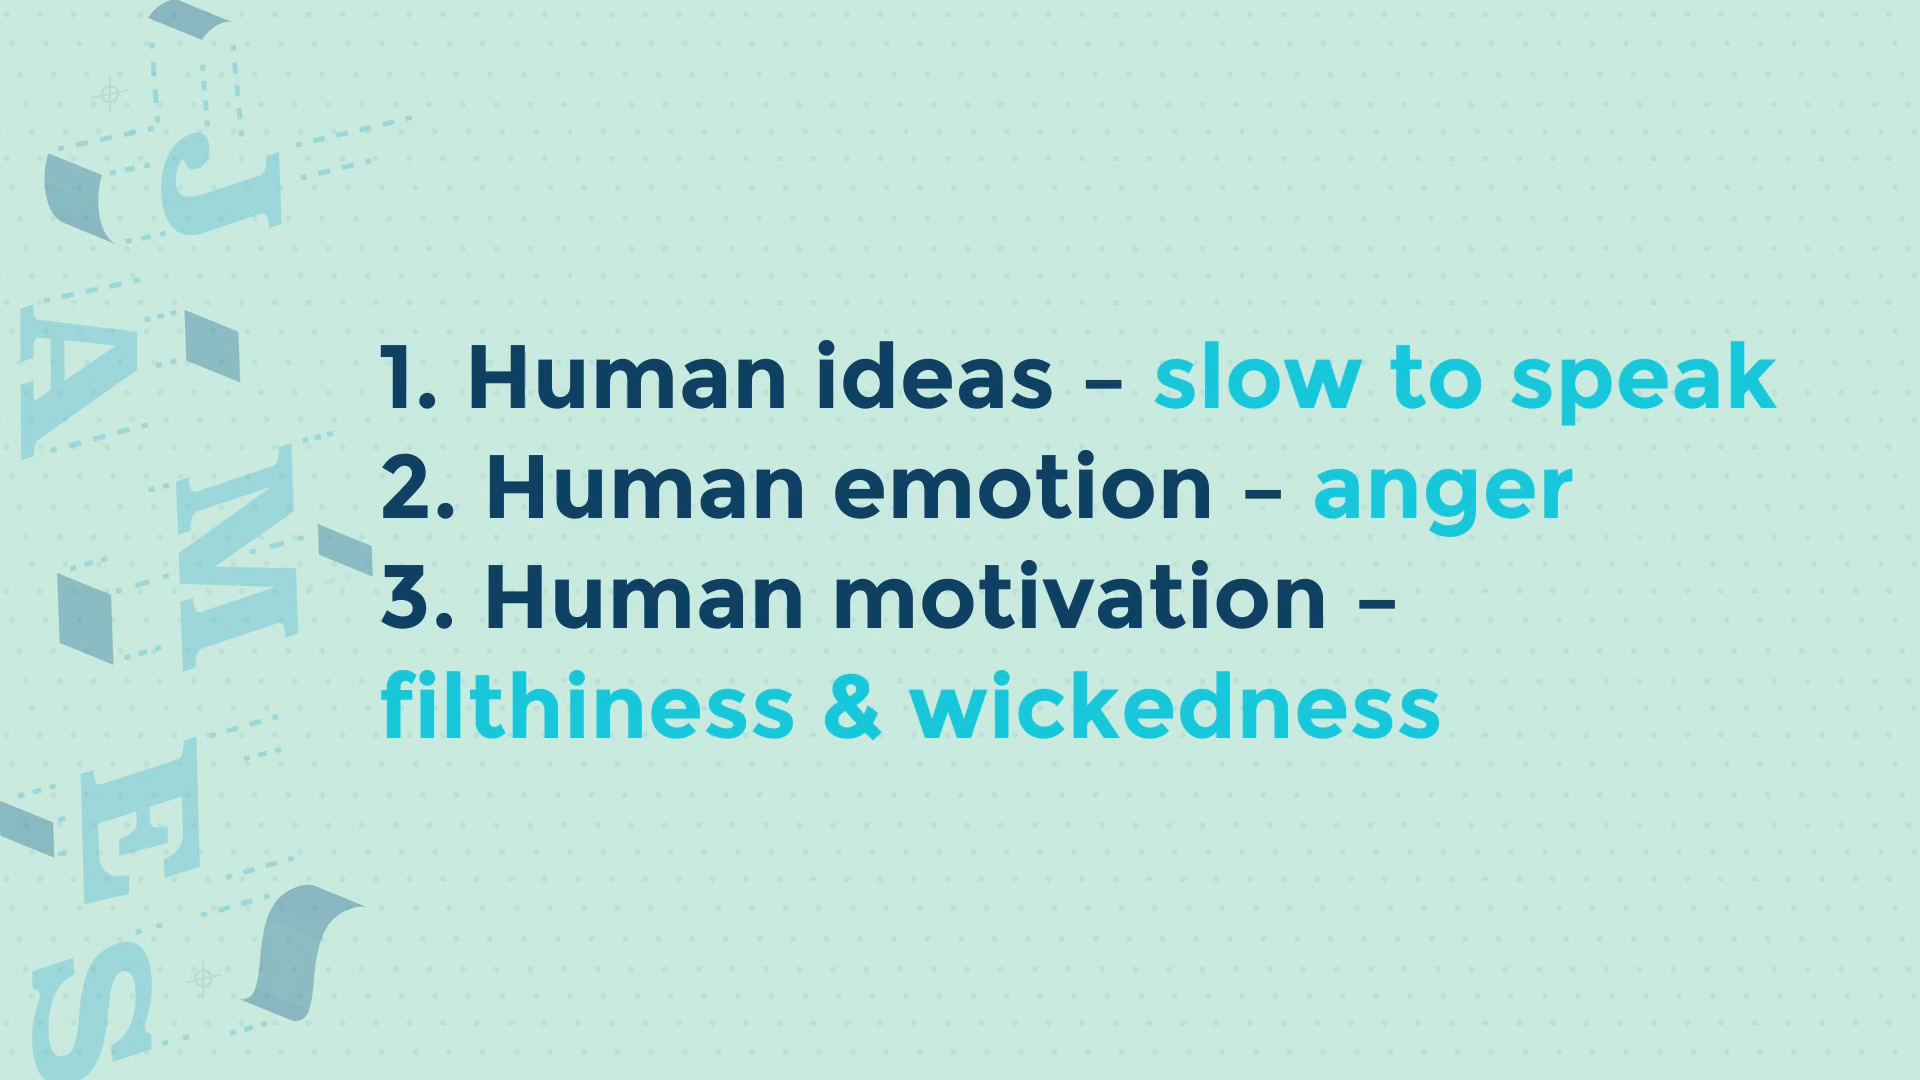 JAMES
1. Human ideas – slow to speak
2. Human emotion – anger
3. Human motivation –
filthiness & wickedness